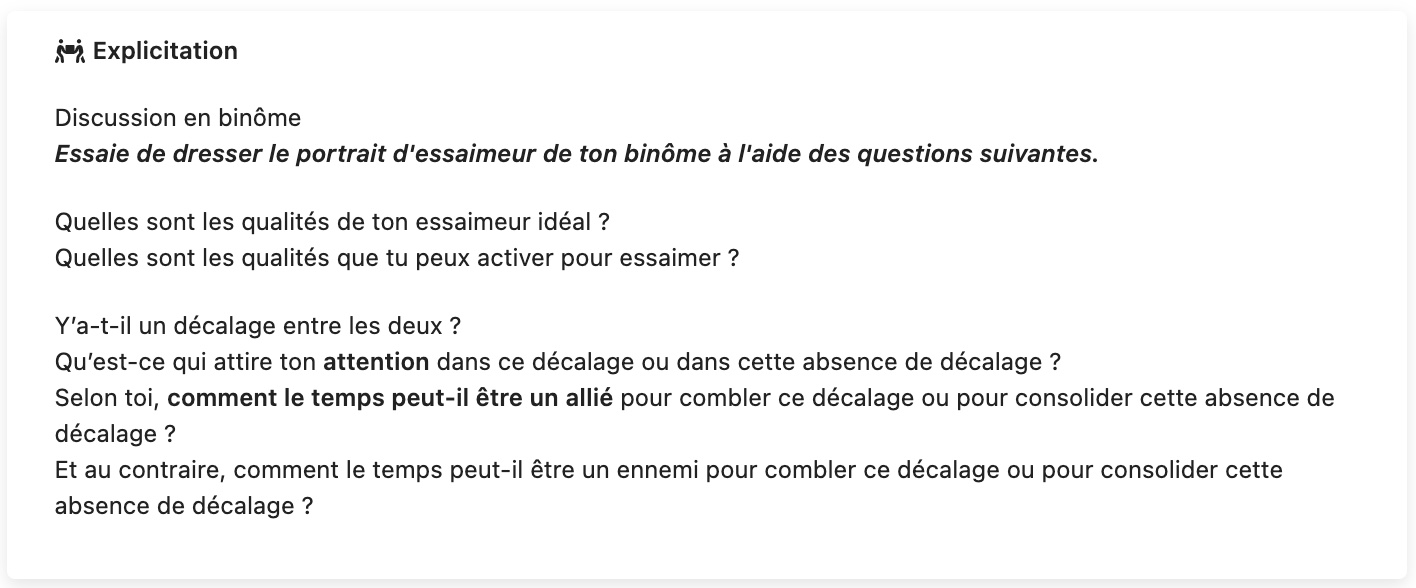 Explicitation
Discussion en binôme
Essaie de dresser le portrait d'essaimeur de ton binôme à l'aide des questions suivantes.
Quelles sont les qualités de ton essaimeur idéal ?
Quelles sont les qualités que tu peux activer pour essaimer ?
Y’a-t-il un décalage entre les deux ?
Qu’est-ce qui attire ton attention dans ce décalage ou dans cette absence de décalage ?
Selon toi, comment le temps peut-il être un allié pour combler ce décalage ou pour consolider cette absence de
décalage ?
Et au contraire, comment le temps peut-il être un ennemi pour combler ce décalage ou pour consolider cette
absence de décalage ?